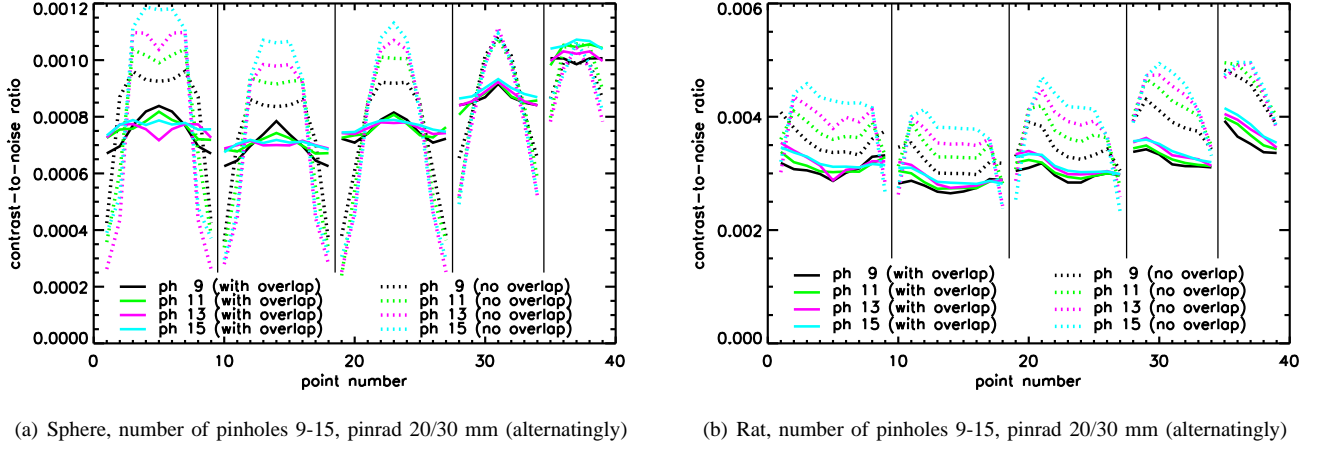 0.0012
0.0010
0.0008
0.0006
0.0004
0.0002
0.0000
contrast-to-noise ratio
ph 9 (with overlap)
ph 11 (with overlap)
ph 13 (with overlap)
ph 15 (with overlap)
ph 9 (no overlap)
ph 11 (no overlap)
ph 13 (no overlap)
ph 15 (no overlap)
0 10 20 30 40
point number
(a) Sphere, number of pinholes 9-15, pinrad 20/30 mm (alternatingly)
0.006
0.004
0.002
0.000
contrast-to-noise ratio
ph 9 (with overlap)
ph 11 (with overlap)
ph 13 (with overlap)
ph 15 (with overlap)
ph 9 (no overlap)
ph 11 (no overlap)
ph 13 (no overlap)
ph 15 (no overlap)
0 10 20 30 40
point number
(b) Rat, number of pinholes 9-15, pinrad 20/30 mm (alternatingly)